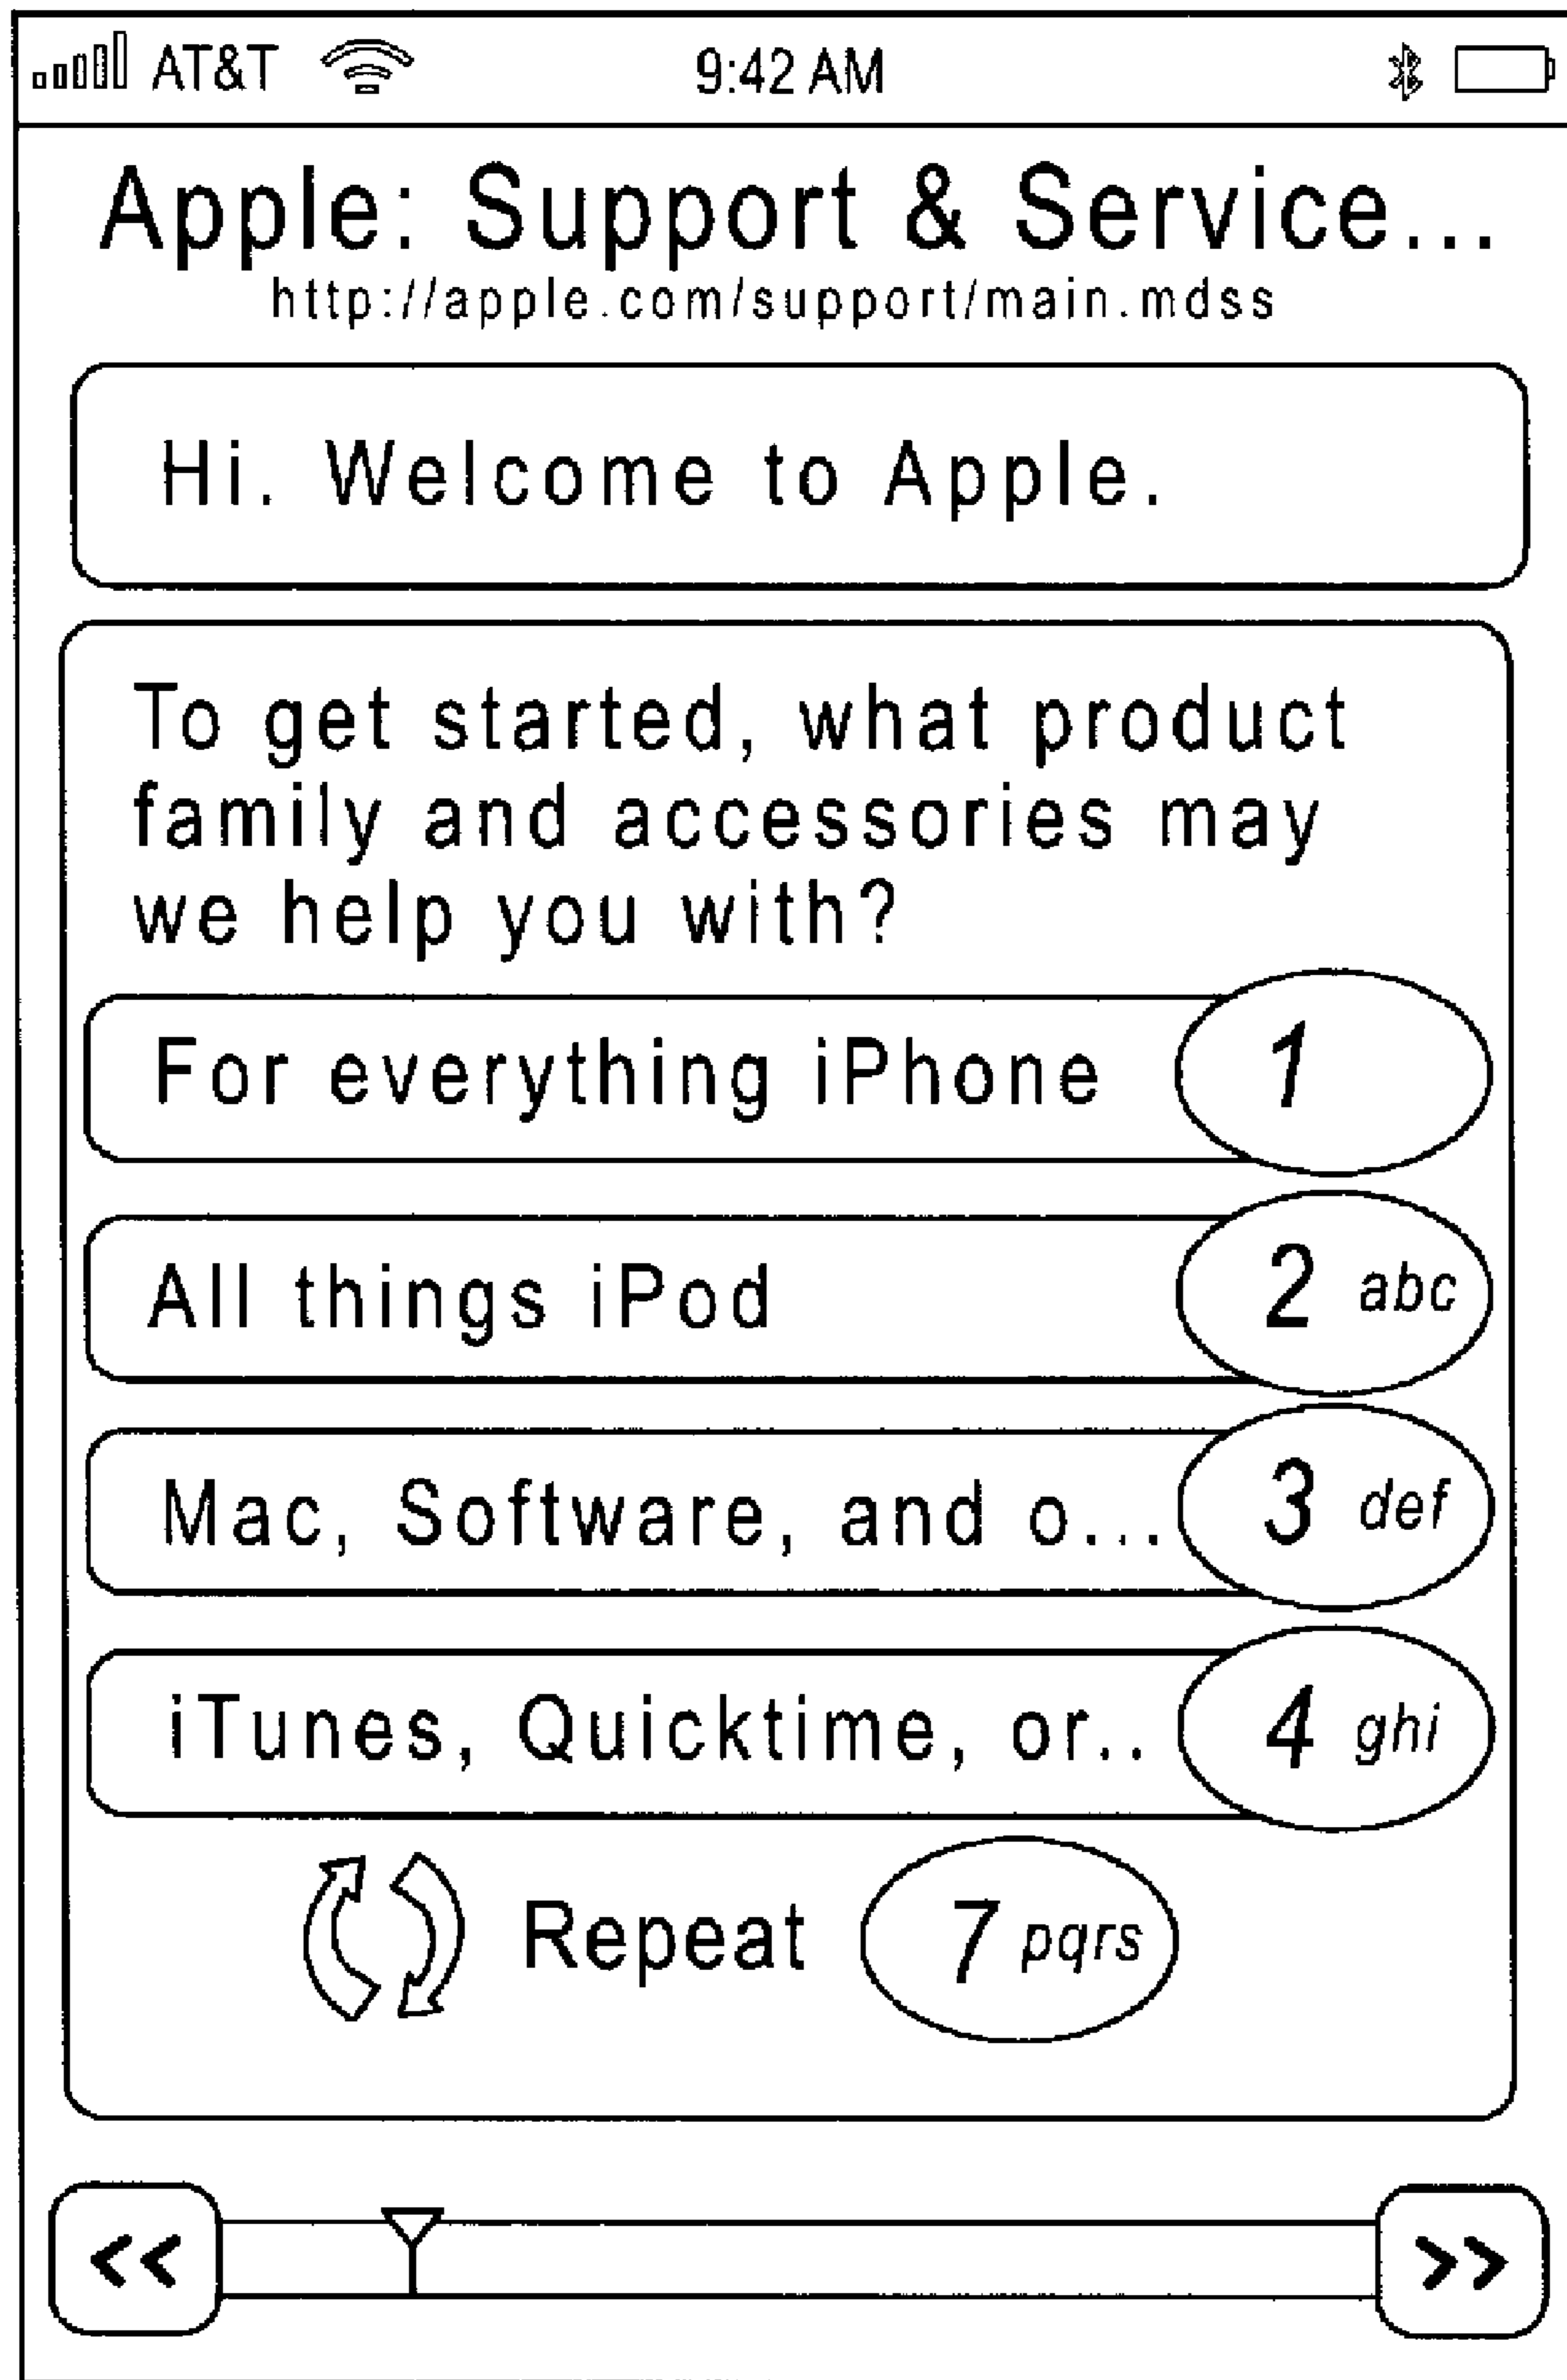 AT&T 9:42 AM
Apple: Support & Service...
http://apple.com/support/main.mdss
Hi. Welcome to Apple.
To get started, what product
family and accessories may
we help you with?
For everything iPhone 1
All things iPod 2 abc
Mac, Software, and o... 3 def
iTunes, Quicktime, or.. 4 ghi
Repeat 7 pqrs
<< >>